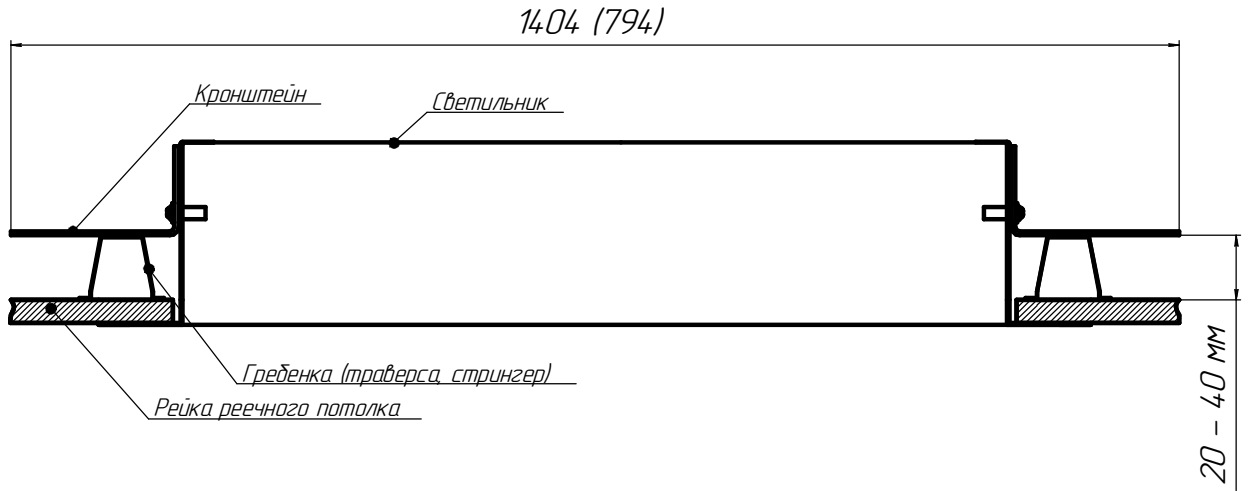 1404 (794)
Кронштейн
Светильник
Гребенка (траверса, стрингер)
Рейка реечного потолка
20 - 40 мм